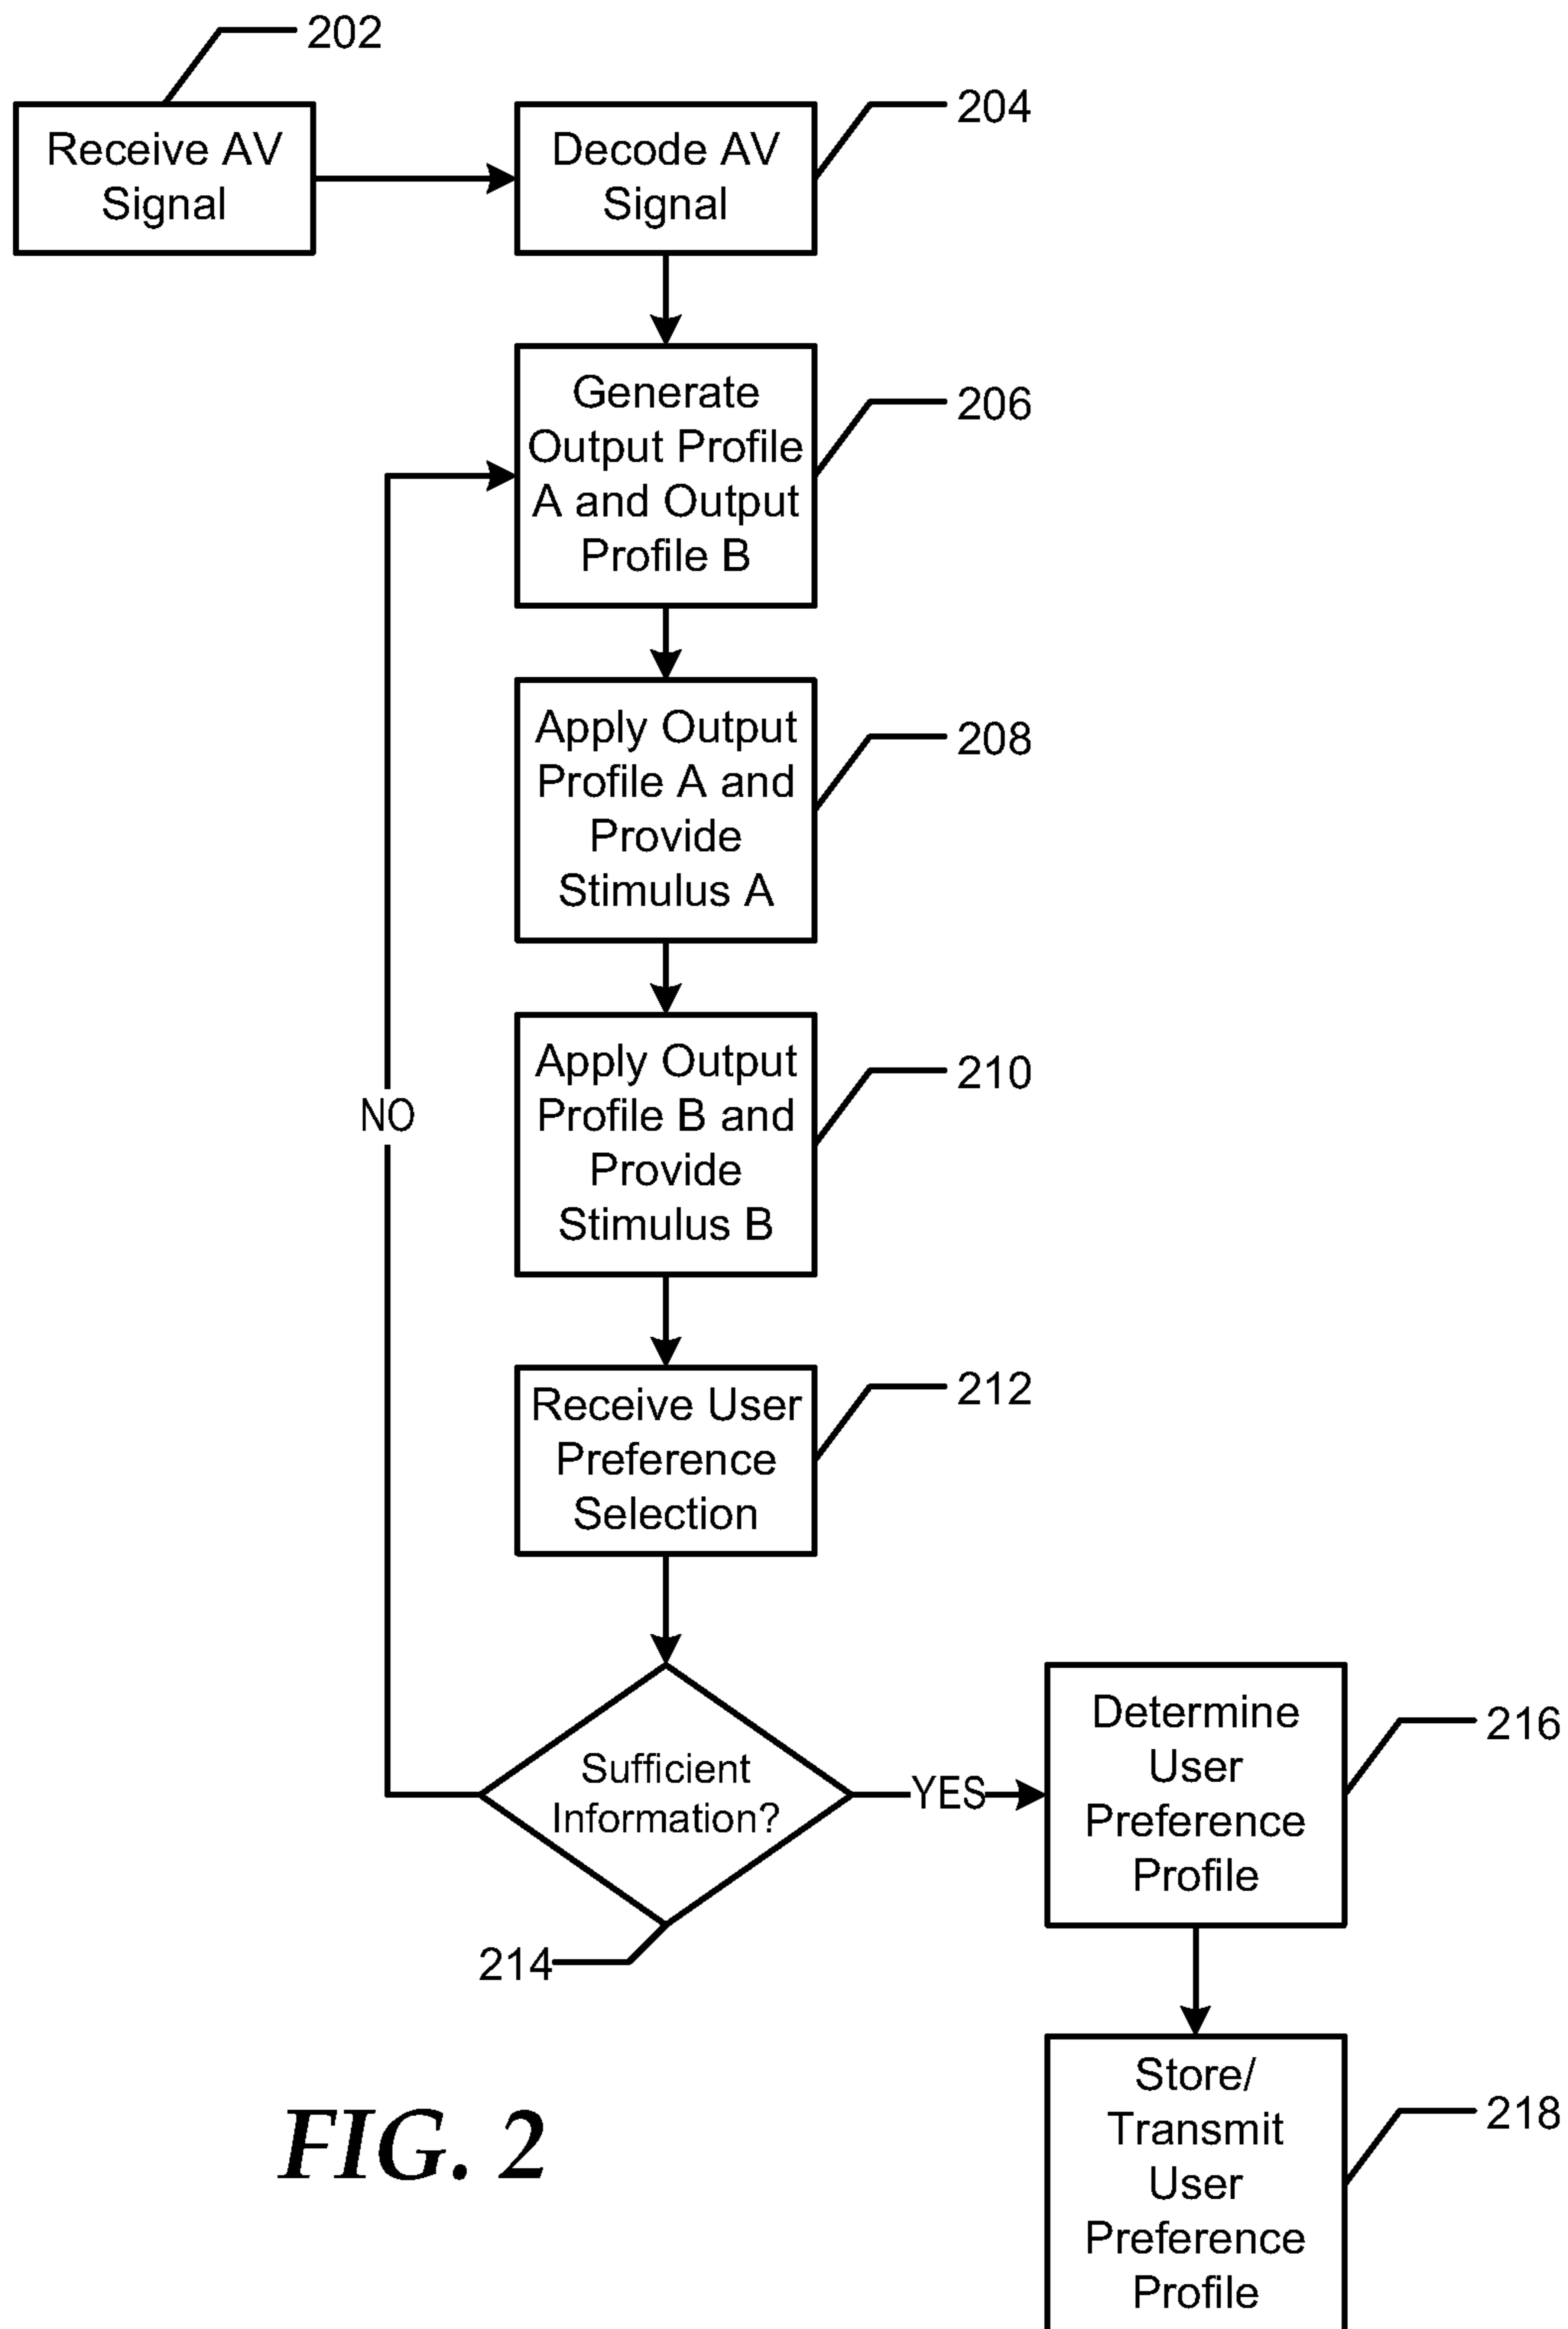 202
Receive AV
Signal
Decode AV
Signal
204
Generate
Output Profile
A and Output
Profile B
206
Apply Output
Profile A and
Provide
Stimulus A
208
Apply Output
Profile B and
Provide
Stimulus B
210
NO
Receive User
Preference
Selection
212
Sufficient
Information?
YES
214
Determine
User
Preference
Profile
216
Store/
Transmit
User
Preference
Profile
218
FIG. 2